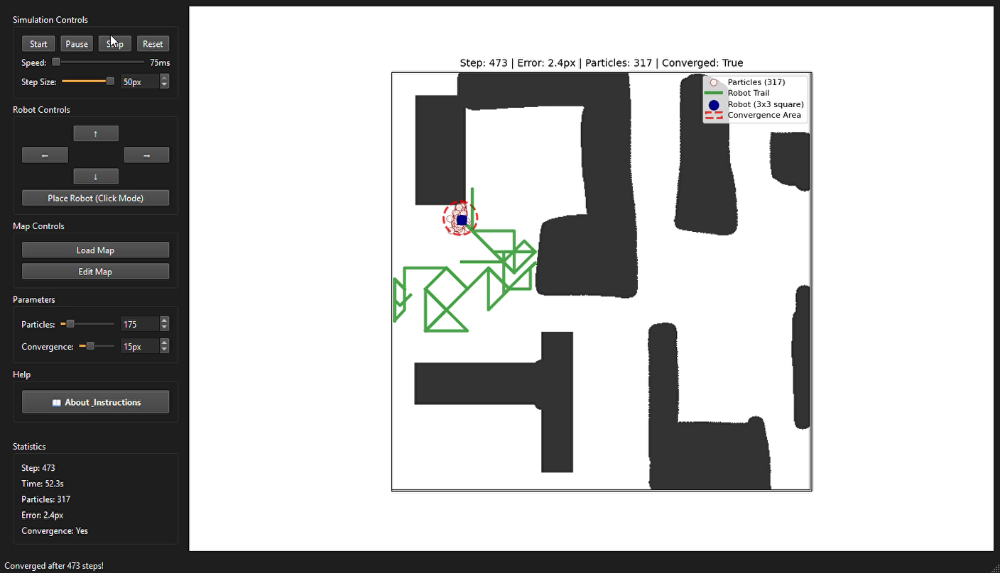 Simulation Controls
Start Pause Stop Reset
Speed: 75ms
Step Size: 50px
Robot Controls
↑
← →
↓
Place Robot (Click Mode)
Map Controls
Load Map
Edit Map
Parameters
Particles: 175
Convergence: 15px
Help
About_Instructions
Statistics
Step: 473
Time: 52.3s
Particles: 317
Error: 2.4px
Convergence: Yes
Converged after 473 steps!
Step: 473 | Error: 2.4px | Particles: 317 | Converged: True
Particles (317)
Robot Trail
Robot (3x3 square)
Convergence Area